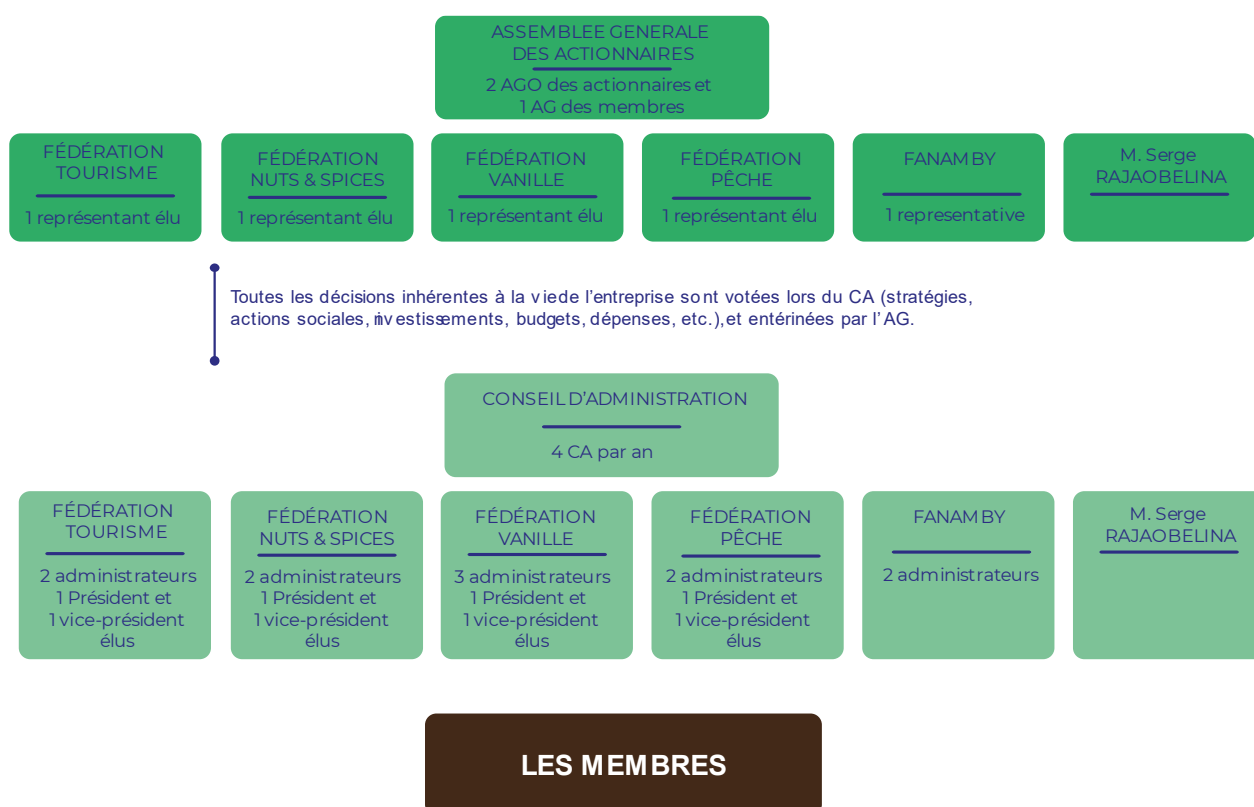 ASSEMBLEE GENERALE
DES ACTIONNAIRES
2 AGO des actionnaires et
1 AG des membres
FÉDÉRATION
TOURISME
1 représentant élu
FÉDÉRATION
NUTS & SPICES
1 représentant élu
FÉDÉRATION
VANILLE
1 représentant élu
FÉDÉRATION
PÊCHE
1 représentant élu
FANAMBY
1 representative
M. Serge
RAJAOBELINA
Toutes les décisions inhérentes à la vie de l'entreprise sont votées lors du CA (stratégies,
actions sociales, investissements, budgets, dépenses, etc.), et entérinées par l'AG.
CONSEIL D'ADMINISTRATION
4 CA par an
FÉDÉRATION
TOURISME
2 administrateurs
1 Président et
1 vice-président
élus
FÉDÉRATION
NUTS & SPICES
2 administrateurs
1 Président et
1 vice-président
élus
FÉDÉRATION
VANILLE
3 administrateurs
1 Président et
1 vice-président
élus
FÉDÉRATION
PÊCHE
2 administrateurs
1 Président et
1 vice-président
élus
FANAMBY
2 administrateurs
M. Serge
RAJAOBELINA
LES MEMBRES